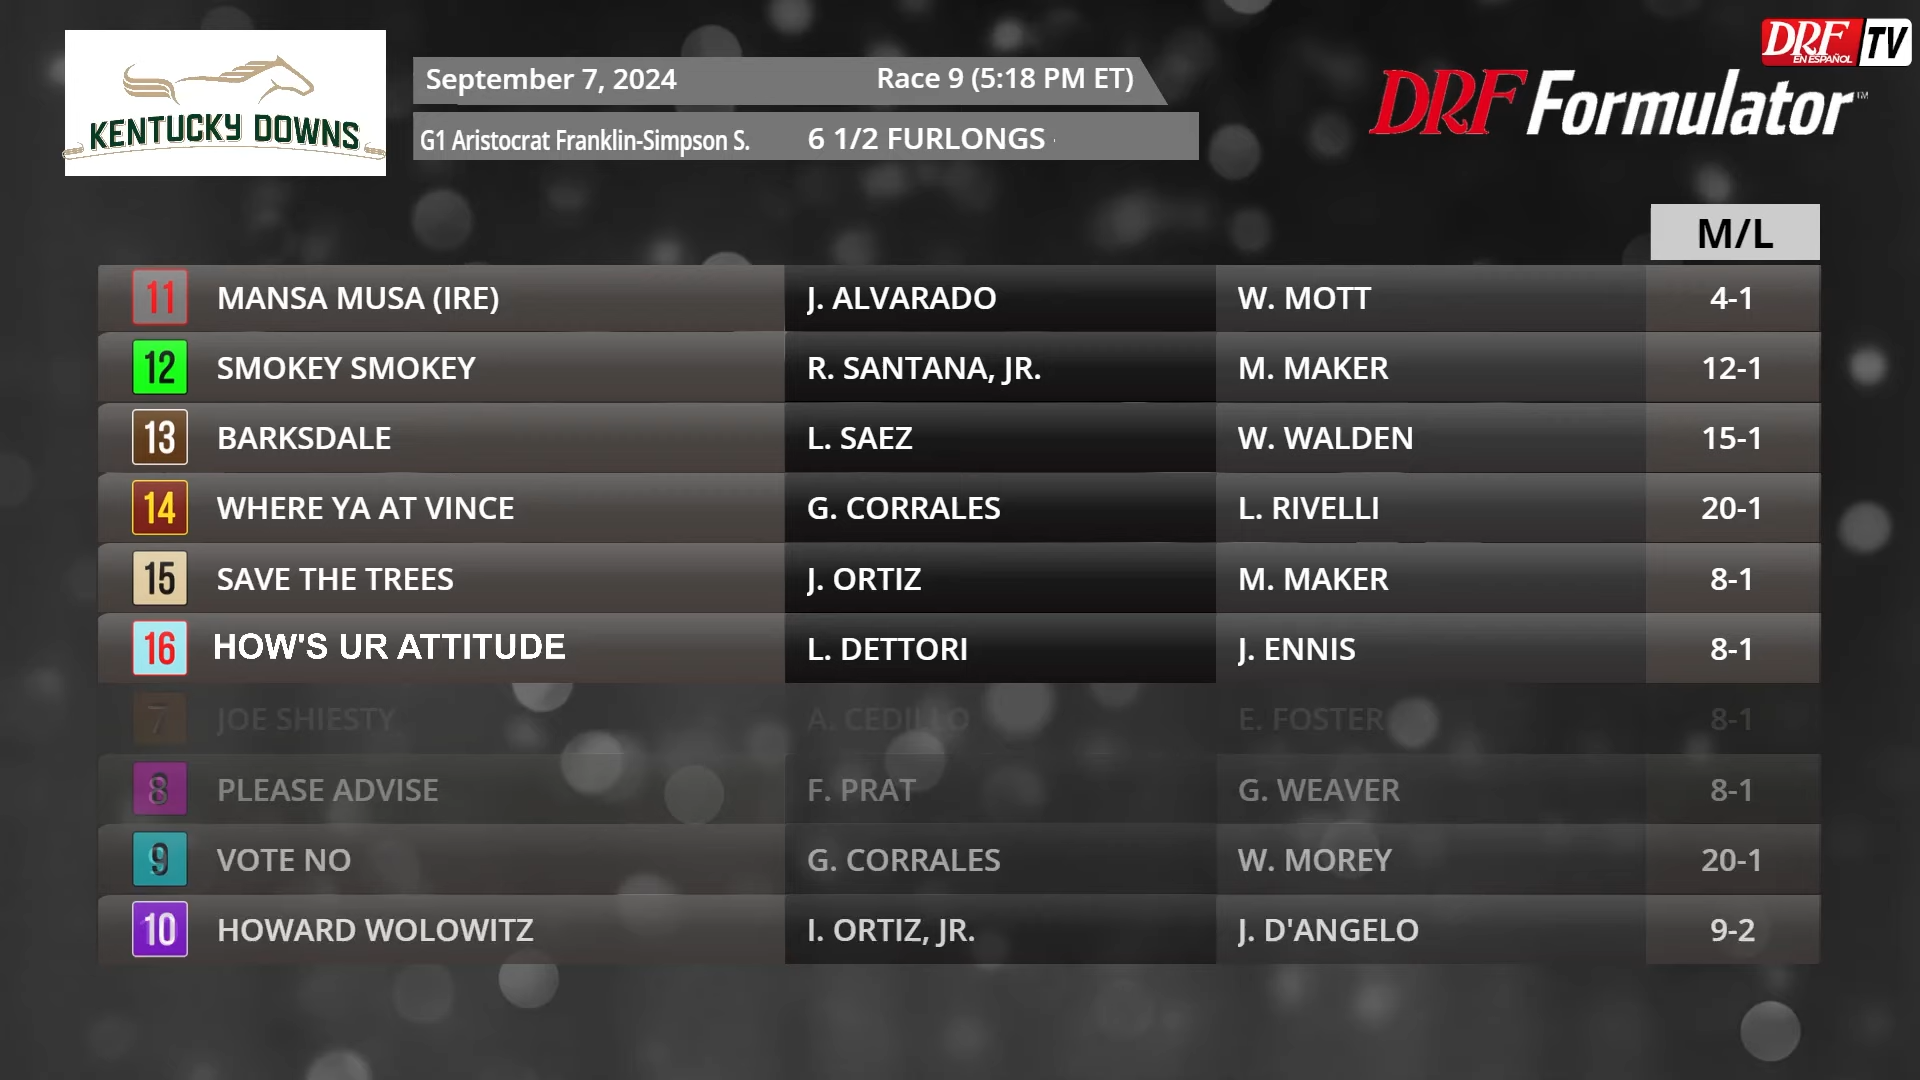 DRF EN ESPAÑOL TV
KENTUCKY DOWNS
September 7, 2024 Race 9 (5:18 PM ET)
G1 Aristocrat Franklin-Simpson S. 6 1/2 FURLONGS
DRF Formulator™
M/L
11 MANSA MUSA (IRE) J. ALVARADO W. MOTT 4-1
12 SMOKEY SMOKEY R. SANTANA, JR. M. MAKER 12-1
13 BARKSDALE L. SAEZ W. WALDEN 15-1
14 WHERE YA AT VINCE G. CORRALES L. RIVELLI 20-1
15 SAVE THE TREES J. ORTIZ M. MAKER 8-1
16 HOW'S UR ATTITUDE L. DETTORI J. ENNIS 8-1
7 JOE SHIESTY A. CEDILLO E. FOSTER 8-1
8 PLEASE ADVISE F. PRAT G. WEAVER 8-1
9 VOTE NO G. CORRALES W. MOREY 20-1
10 HOWARD WOLOWITZ I. ORTIZ, JR. J. D'ANGELO 9-2